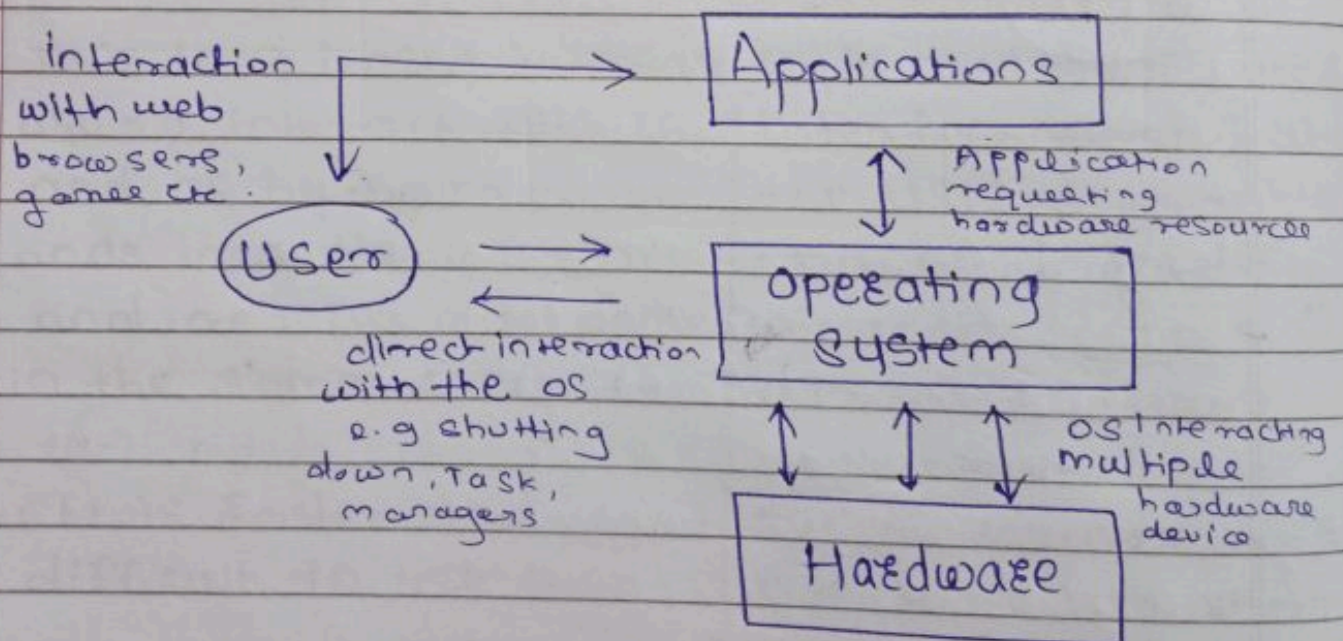 interaction
with web
browsers,
games etc.
Applications
Application
requesting
hardware resources
User
Operating
System
direct interaction
with the OS
e.g shutting
down, Task,
managers
OS Interacting
multiple
hardware
device
Hardware